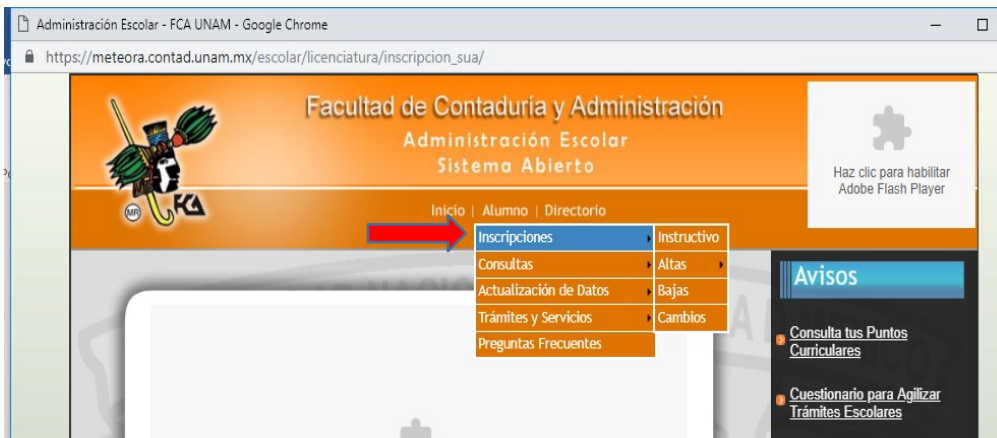 Administración Escolar - FCA UNAM - Google Chrome
https://meteora.contad.unam.mx/escolar/licenciatura/inscripcion_sua/
Facultad de Contaduría y Administración
Administración Escolar
Sistema Abierto
Haz clic para habilitar
Adobe Flash Player
MR FCA
Inicio | Alumno | Directorio
Inscripciones
Consultas
Actualización de Datos
Trámites y Servicios
Preguntas Frecuentes
Instructivo
Altas
Bajas
Cambios
Avisos
Consulta tus Puntos
Curriculares
Cuestionario para Agilizar
Trámites Escolares